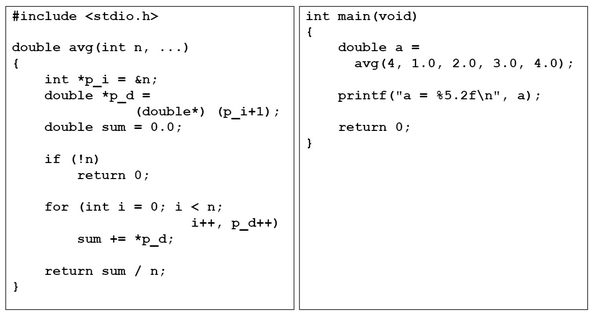 #include <stdio.h>

double avg(int n, ...)
{
    int *p_i = &n;
    double *p_d =
               (double*) (p_i+1);
    double sum = 0.0;

    if (!n)
        return 0;

    for (int i = 0; i < n;
                      i++, p_d++)
        sum += *p_d;

    return sum / n;
}

int main(void)
{
    double a =
      avg(4, 1.0, 2.0, 3.0, 4.0);

    printf("a = %5.2f\n", a);

    return 0;
}